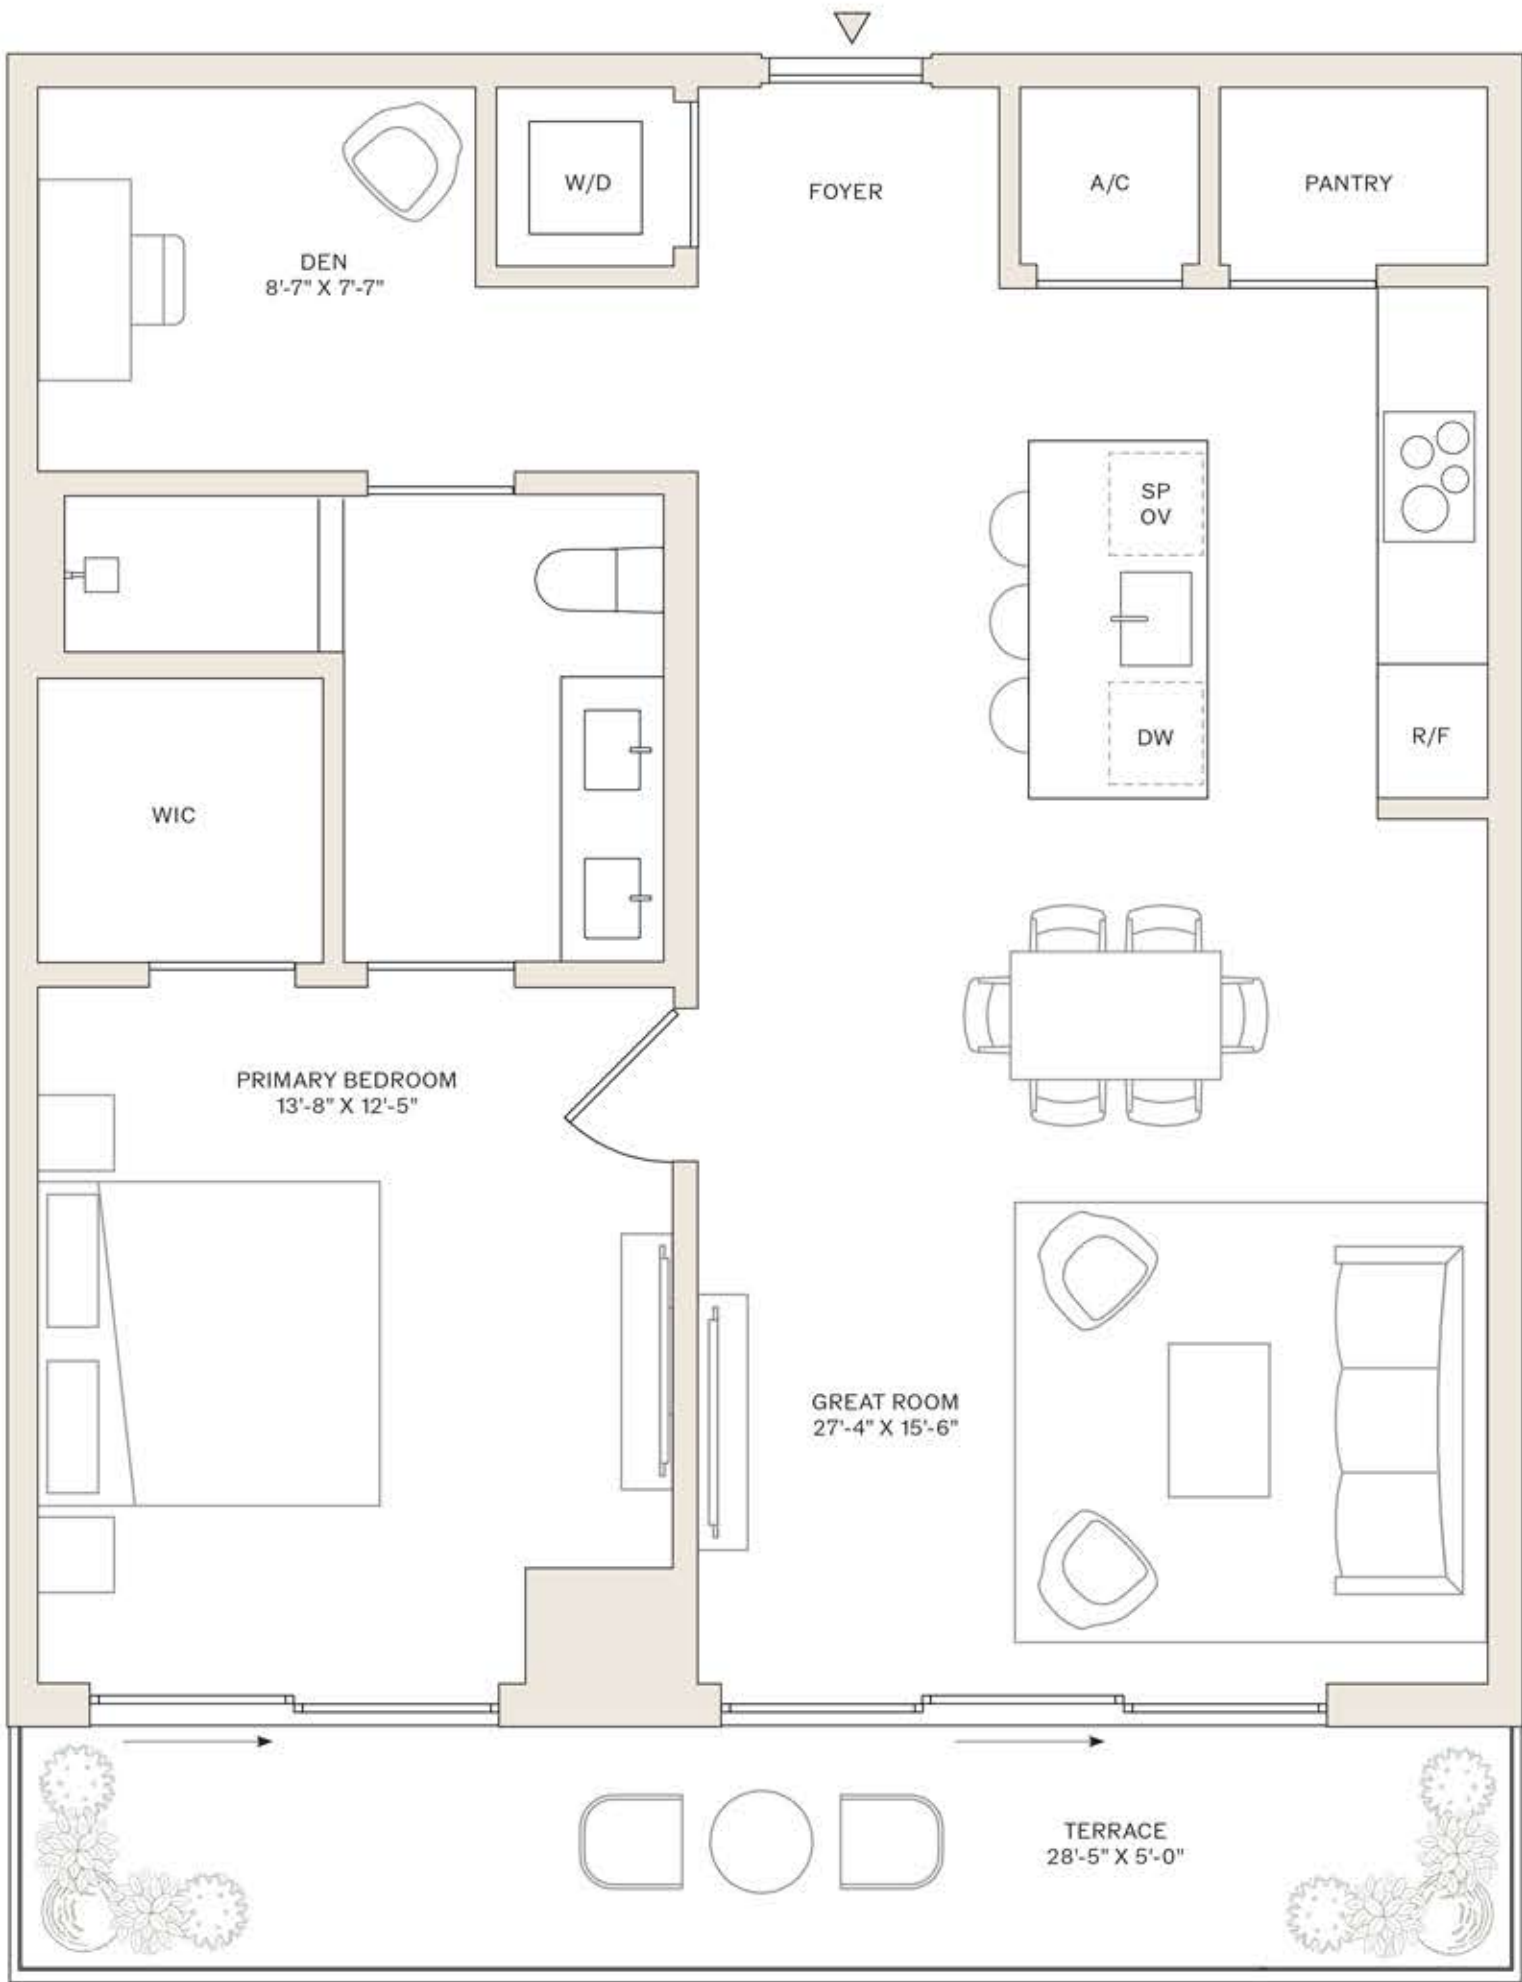 W/D
FOYER
A/C
PANTRY
DEN
8'-7" X 7'-7"
SP
OV
DW
R/F
WIC
PRIMARY BEDROOM
13'-8" X 12'-5"
GREAT ROOM
27'-4" X 15'-6"
TERRACE
28'-5" X 5'-0"